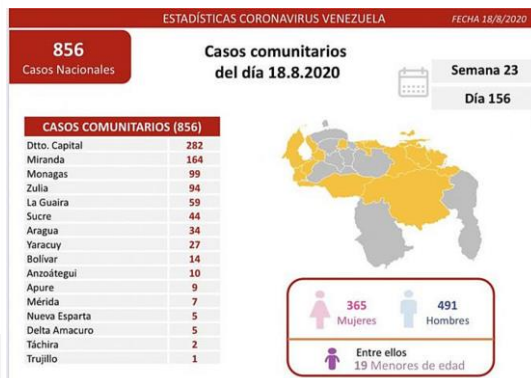 ESTADÍSTICAS CORONAVIRUS VENEZUELA
FECHA 18/8/2020
856
Casos Nacionales
Casos comunitarios
del día 18.8.2020
Semana 23
Día 156
CASOS COMUNITARIOS (856)
Dtto. Capital 282
Miranda 164
Monagas 99
Zulia 94
La Guaira 59
Sucre 44
Aragua 34
Yaracuy 27
Bolívar 14
Anzoátegui 10
Apure 9
Mérida 7
Nueva Esparta 5
Delta Amacuro 5
Táchira 2
Trujillo 1
365
Mujeres
491
Hombres
Entre ellos
19 Menores de edad